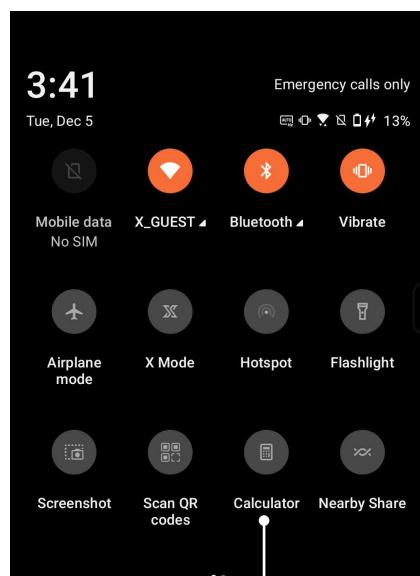 3:41
Emergency calls only
Tue, Dec 5
13%
Mobile data
No SIM
X_GUEST
Bluetooth
Vibrate
Airplane
mode
X Mode
Hotspot
Flashlight
Screenshot
Scan QR
codes
Calculator
Nearby Share